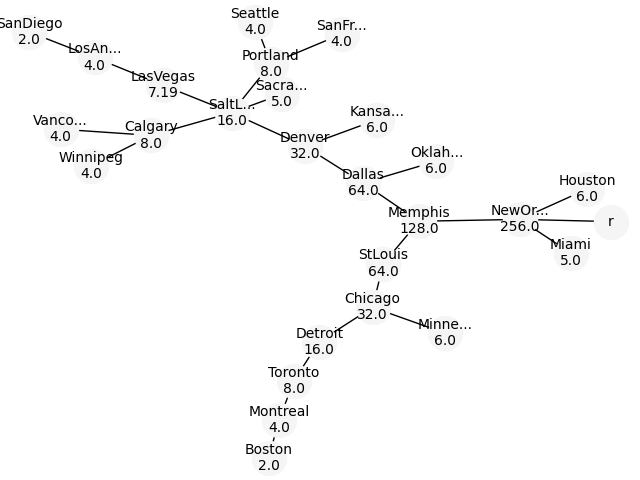 Seattle
4.0
SanDiego
2.0
SanFr...
4.0
LosAn...
4.0
Portland
8.0
LasVegas
7.19
Sacra...
5.0
SaltL...
16.0
Kansa...
6.0
Vanco...
4.0
Calgary
8.0
Denver
32.0
Winnipeg
4.0
Oklah...
6.0
Dallas
64.0
Houston
6.0
Memphis
128.0
NewOr...
256.0
r
Miami
5.0
StLouis
64.0
Chicago
32.0
Minne...
6.0
Detroit
16.0
Toronto
8.0
Montreal
4.0
Boston
2.0